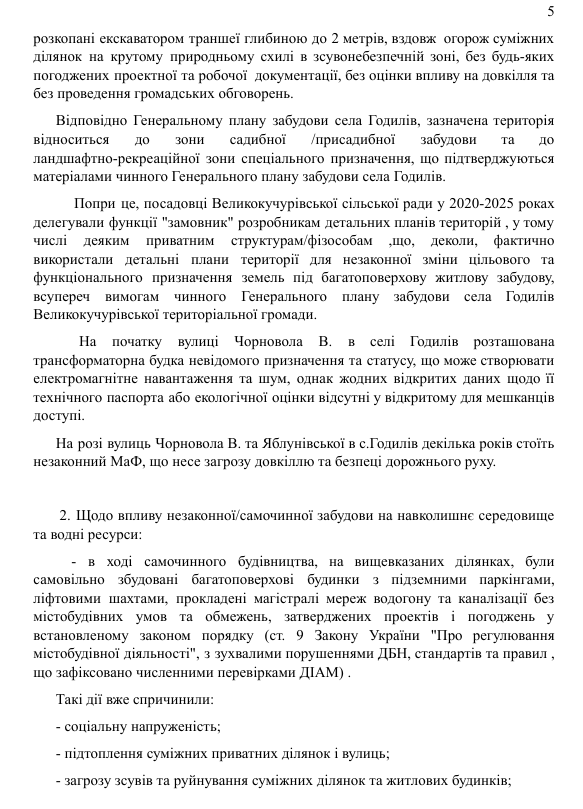 5
розкопані екскаватором траншеї глибиною до 2 метрів, вздовж огорож суміжних
ділянок на крутому природньому схилі в зсувонебезпечній зоні, без будь-яких
погоджених проектної та робочої документації, без оцінки впливу на довкілля та
без проведення громадських обговорень.
Відповідно Генеральному плану забудови села Годилів, зазначена територія
відноситься до зони садибної /присадибної забудови та до
ландшафтно-рекреаційної зони спеціального призначення, що підтверджуються
матеріалами чинного Генерального плану забудови села Годилів.
Попри це, посадовці Великокучурівської сільської ради у 2020-2025 роках
делегували функції "замовник" розробникам детальних планів територій , у тому
числі деяким приватним структурам/фізособам ,що, деколи, фактично
використали детальні плани території для незаконної зміни цільового та
функціонального призначення земель під багатоповерхову житлову забудову,
всупереч вимогам чинного Генерального плану забудови села Годилів
Великокучурівської територіальної громади.
На початку вулиці Чорновола В. в селі Годилів розташована
трансформаторна будка невідомого призначення та статусу, що може створювати
електромагнітне навантаження та шум, однак жодних відкритих даних щодо її
технічного паспорта або екологічної оцінки відсутні у відкритому для мешканців
доступі.
На розі вулиць Чорновола В. та Яблунівської в с.Годилів декілька років стоїть
незаконний МаФ, що несе загрозу довкіллю та безпеці дорожнього руху.
2. Щодо впливу незаконної/самочинної забудови на навколишнє середовище
та водні ресурси:
- в ході самочинного будівництва, на вищевказаних ділянках, були
самовільно збудовані багатоповерхові будинки з підземними паркінгами,
ліфтовими шахтами, прокладені магістралі мереж водогону та каналізації без
містобудівних умов та обмежень, затверджених проектів і погоджень у
встановленому законом порядку (ст. 9 Закону України "Про регулювання
містобудівної діяльності", з зухвалими порушеннями ДБН, стандартів та правил ,
що зафіксовано численними перевірками ДІАМ) .
Такі дії вже спричинили:
- соціальну напруженість;
- підтоплення суміжних приватних ділянок і вулиць;
- загрозу зсувів та руйнування суміжних ділянок та житлових будинків;